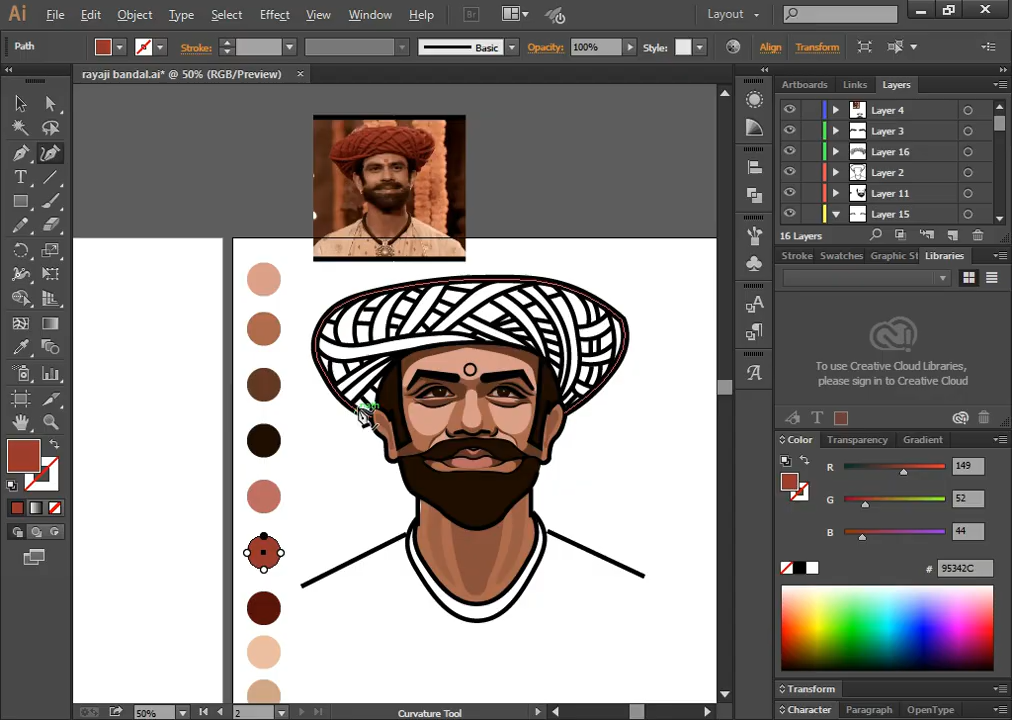 Ai File Edit Object Type Select Effect View Window Help Br Layout
Path Stroke: Basic Opacity: 100% Style: Align Transform
rayaji bandal.ai* @ 50% (RGB/Preview) ×
Artboards Links Layers
Layer 4
Layer 3
Layer 16
Layer 2
Layer 11
Layer 15
16 Layers
Stroke Swatches Graphic St Libraries
To use Creative Cloud Libraries,
please sign in to Creative Cloud
Color Transparency Gradient
R 149
G 52
B 44
# 95342C
Transform
Character Paragraph OpenType
50% 2 Curvature Tool